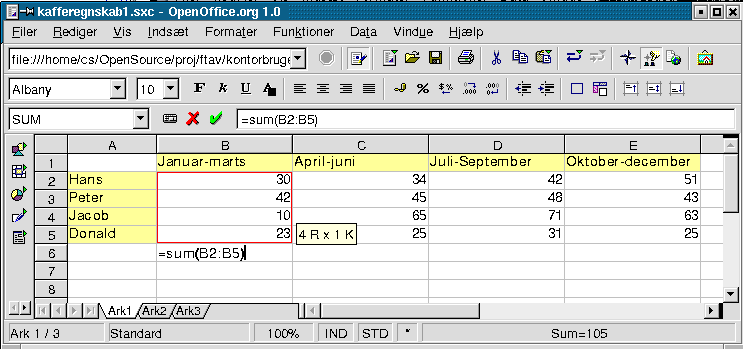 kafferegnskab1.sxc - OpenOffice.org 1.0
Filer Rediger Vis Indsæt Formater Funktioner Data Vindue Hjælp
file:///home/cs/OpenSource/proj/ftav/kontorbruge
Albany 10 F K U A
SUM =sum(B2:B5)
A B C D E
1 Januar-marts April-juni Juli-September Oktober-december
2 Hans 30 34 42 51
3 Peter 42 45 48 43
4 Jacob 10 65 71 63
5 Donald 23 4 R x 1 K 25 31 25
6 =sum(B2:B5)
7
8
Ark1 Ark2 Ark3
Ark 1 / 3 Standard 100% IND STD * Sum=105